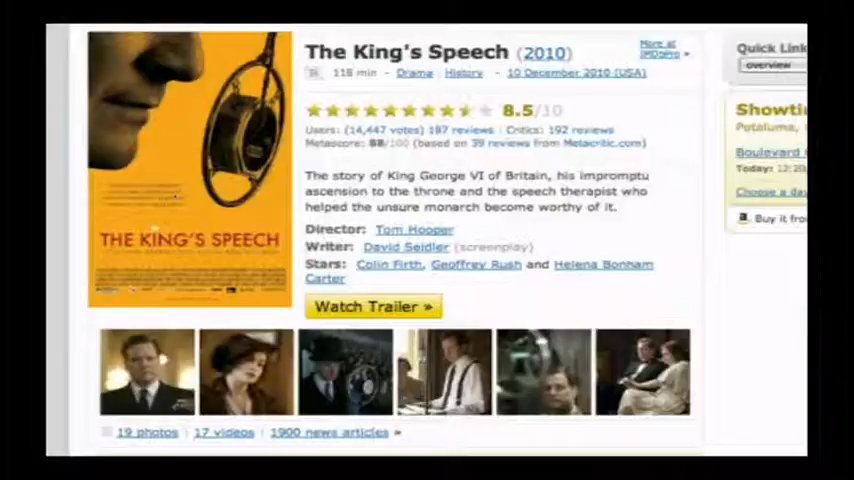 The King's Speech (2010)
More at
IMDbPro »
118 min - Drama | History - 10 December 2010 (USA)
8.5/10
Users: (14,447 votes) 187 reviews | Critics: 192 reviews
Metascore: 88/100 (based on 39 reviews from Metacritic.com)
The story of King George VI of Britain, his impromptu
ascension to the throne and the speech therapist who
helped the unsure monarch become worthy of it.
Director: Tom Hooper
Writer: David Seidler (screenplay)
Stars: Colin Firth, Geoffrey Rush and Helena Bonham
Carter
Watch Trailer »
THE KING'S SPEECH
19 photos | 17 videos | 1900 news articles »
Quick Link
overview
Showti
Petaluma,
Boulevard
Today: 12:20
Choose a da
Buy it fro